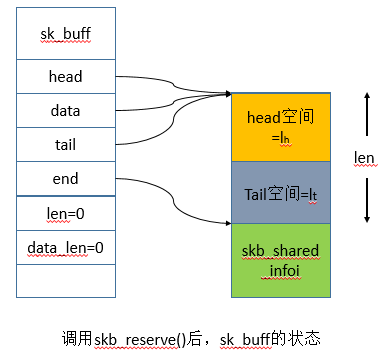 sk_buff
head
data
tail
end
len=0
data_len=0
head空间
=lh
Tail空间=lt
skb_shared
_infoi
len
调用skb_reserve()后，sk_buff的状态